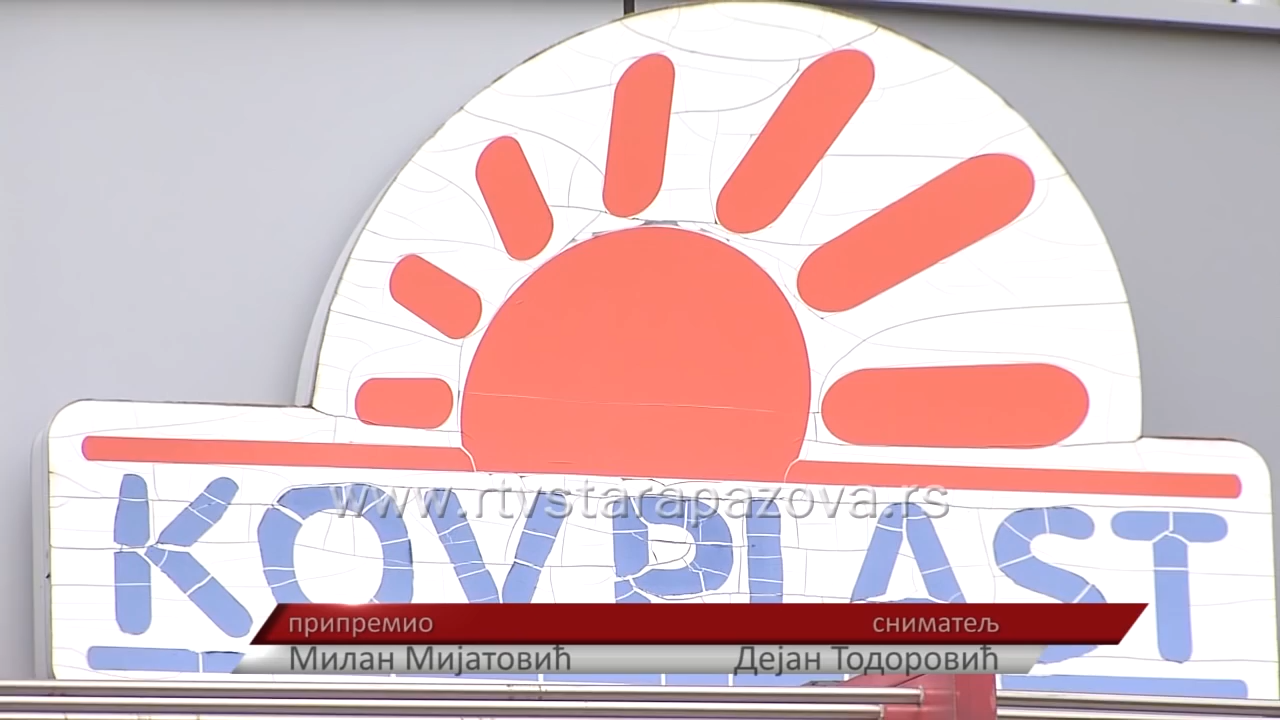 KOVPLAST
www.rtvstarapazova.rs
припремио сниматељ
Милан Мијатовић Дејан Тодоровић